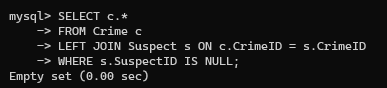 mysql> SELECT c.*
    -> FROM Crime c
    -> LEFT JOIN Suspect s ON c.CrimeID = s.CrimeID
    -> WHERE s.SuspectID IS NULL;
Empty set (0.00 sec)